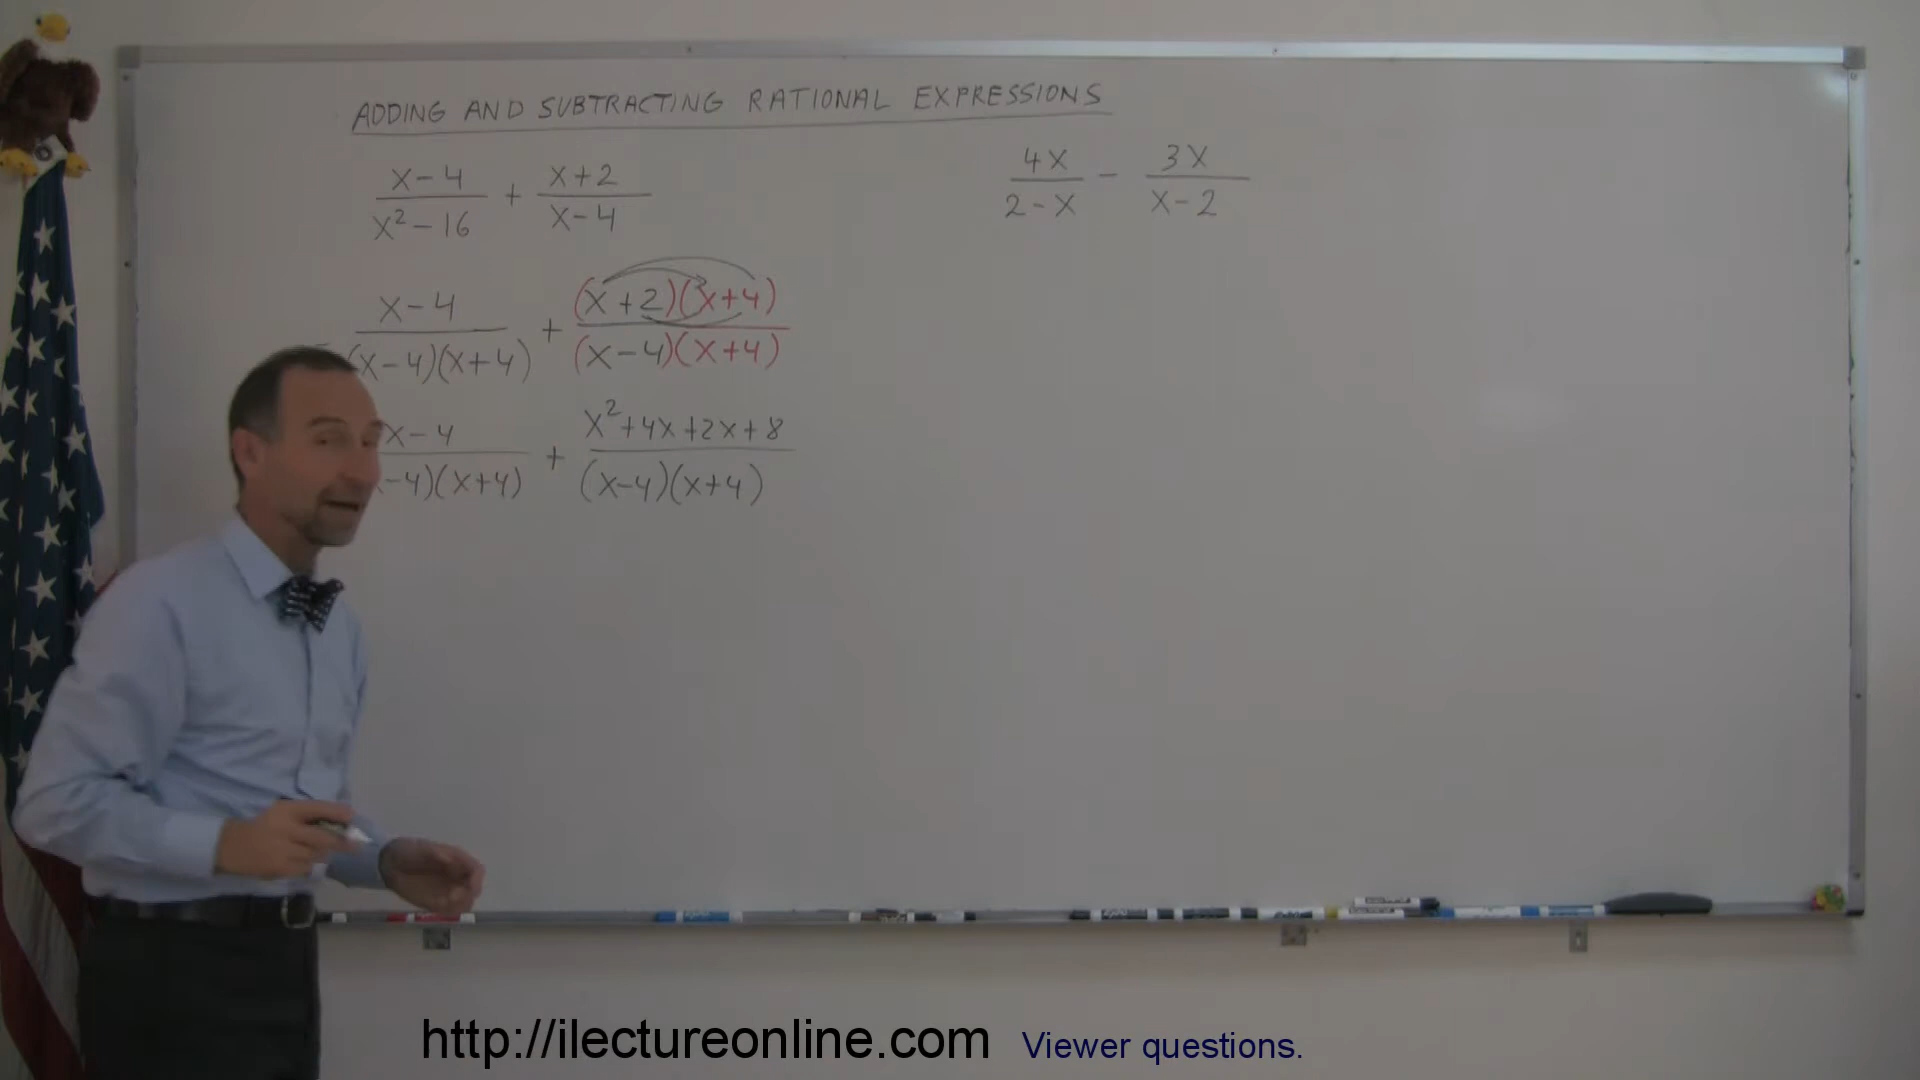 ADDING AND SUBTRACTING RATIONAL EXPRESSIONS
x-4 / x²-16 + x+2 / x-4
x-4 / (x-4)(x+4) + (x+2)(x+4) / (x-4)(x+4)
x-4 / -4)(x+4) + x²+4x+2x+8 / (x-4)(x+4)
4x / 2-x - 3x / x-2
http://ilectureonline.com Viewer questions.